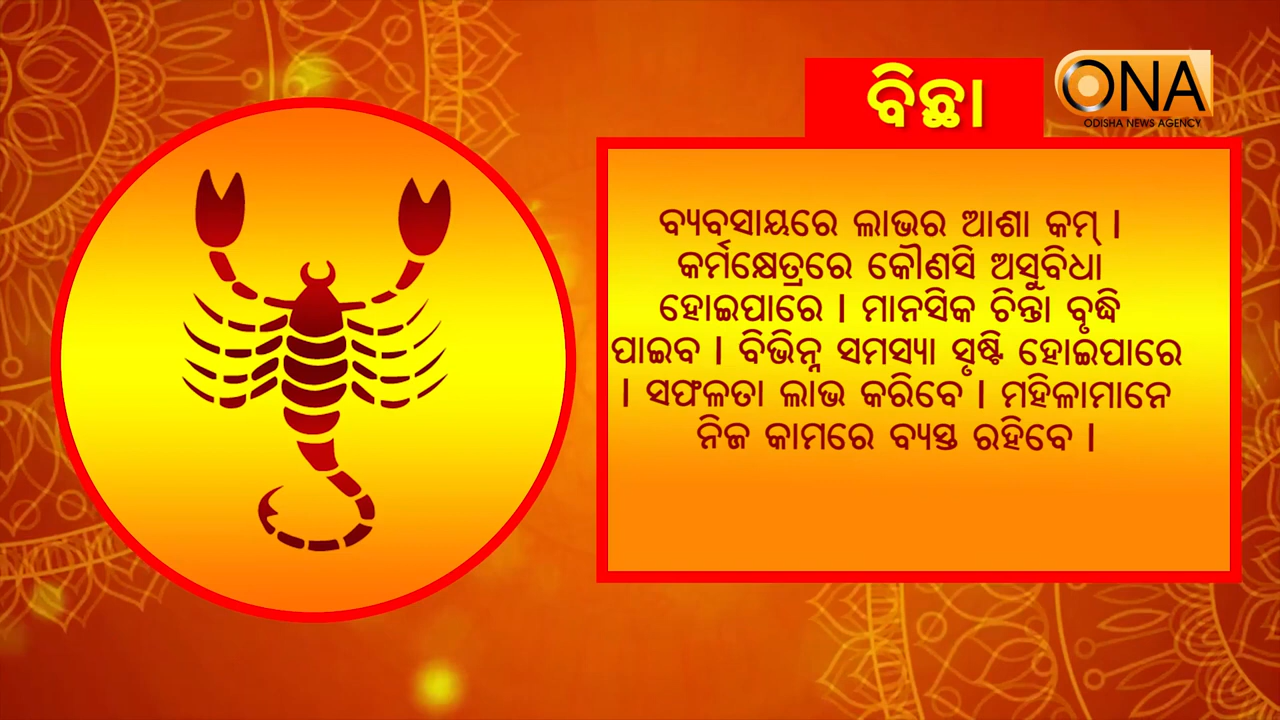 ବିଛା
ONA
ODISHA NEWS AGENCY
ବ୍ୟବସାୟରେ ଲାଭର ଆଶା କମ୍ ।
କର୍ମକ୍ଷେତ୍ରରେ କୌଣସି ଅସୁବିଧା
ହୋଇପାରେ । ମାନସିକ ଚିନ୍ତା ବୃଦ୍ଧି
ପାଇବ । ବିଭିନ୍ନ ସମସ୍ୟା ସୃଷ୍ଟି ହୋଇପାରେ
। ସଫଳତା ଲାଭ କରିବେ । ମହିଳାମାନେ
ନିଜ କାମରେ ବ୍ୟସ୍ତ ରହିବେ ।